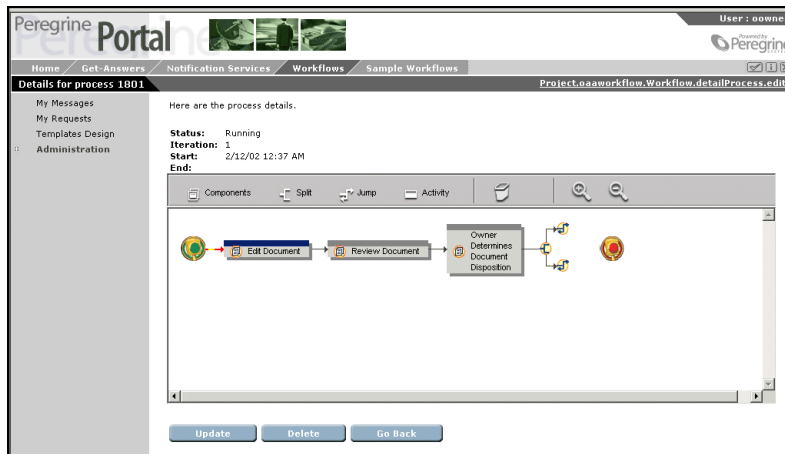 Peregrine Portal
User : oowne
Powered by
Peregrine
Home Get-Answers Notification Services Workflows Sample Workflows
Details for process 1801
Project.oaaworkflow.Workflow.detailProcess.edit
My Messages
My Requests
Templates Design
Administration
Here are the process details.
Status: Running
Iteration: 1
Start: 2/12/02 12:37 AM
End:
Components Split Jump Activity
Edit Document
Review Document
Owner
Determines
Document
Disposition
Update Delete Go Back